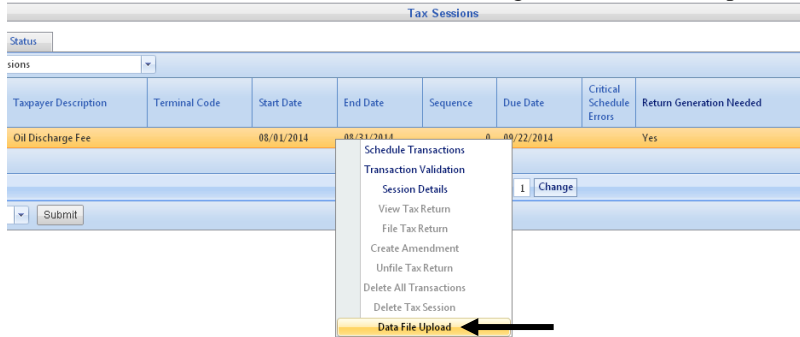 Tax Sessions
Status
sions
Taxpayer Description Terminal Code Start Date End Date Sequence Due Date Critical Schedule Errors Return Generation Needed
Oil Discharge Fee 08/01/2014 08/31/2014 0 09/22/2014 Yes
Schedule Transactions
Transaction Validation
Session Details
1 Change
View Tax Return
Submit
File Tax Return
Create Amendment
Unfile Tax Return
Delete All Transactions
Delete Tax Session
Data File Upload